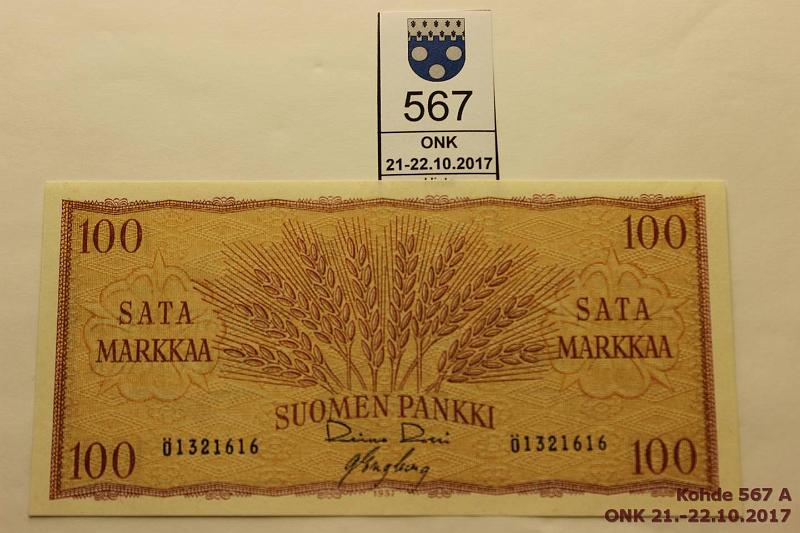 567
ONK
21-22.10.2017
100
100
SATA
MARKKAA
SATA
MARKKAA
SUOMEN PANKKI
Ö1321616
Ö1321616
100
100
1957
Kohde 567 A
ONK 21.-22.10.2017